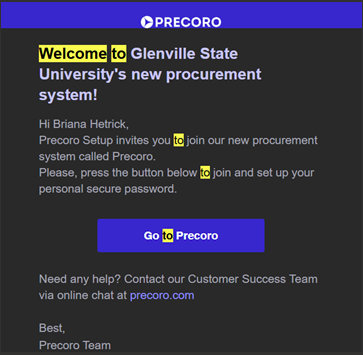 PRECORO
Welcome to Glenville State
University's new procurement
system!
Hi Briana Hetrick,
Precoro Setup invites you to join our new procurement
system called Precoro.
Please, press the button below to join and set up your
personal secure password.
Go to Precoro
Need any help? Contact our Customer Success Team
via online chat at precoro.com
Best,
Precoro Team